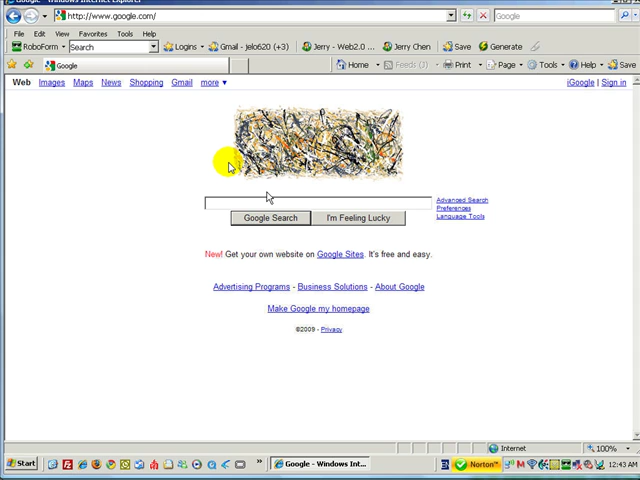 Google - Windows Internet Explorer
http://www.google.com/
Google
File Edit View Favorites Tools Help
RoboForm Search Logins Gmail - jelo620 (+3) Jerry - Web2.0 ... Jerry Chen Save Generate
Google Home Feeds (J) Print Page Tools Help Save
Web Images Maps News Shopping Gmail more ▼ iGoogle | Sign in
Advanced Search
Preferences
Language Tools
Google Search I'm Feeling Lucky
New! Get your own website on Google Sites. It's free and easy.
Advertising Programs - Business Solutions - About Google
Make Google my homepage
©2009 - Privacy
Internet 100%
Start Google - Windows Int... EN Norton™ 12:43 AM